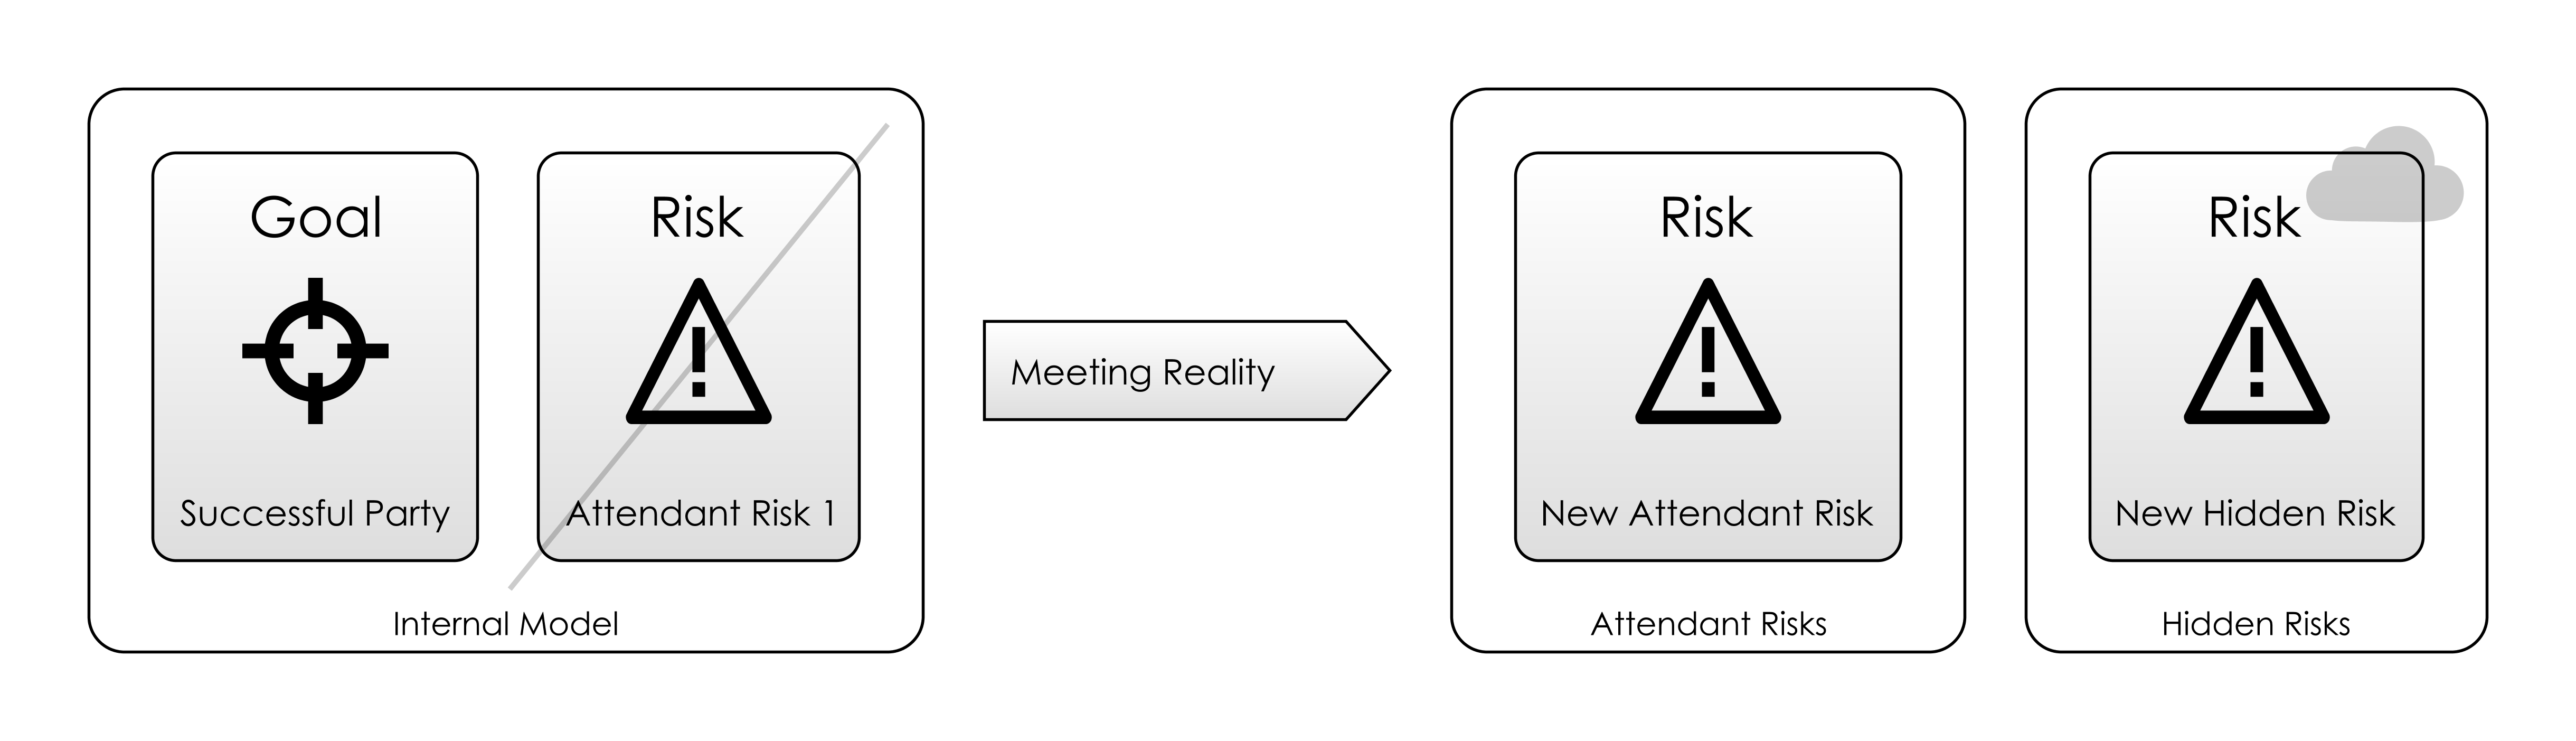 Goal
Successful Party
Risk
Attendant Risk 1
Internal Model
Meeting Reality
Risk
New Attendant Risk
Attendant Risks
Risk
New Hidden Risk
Hidden Risks